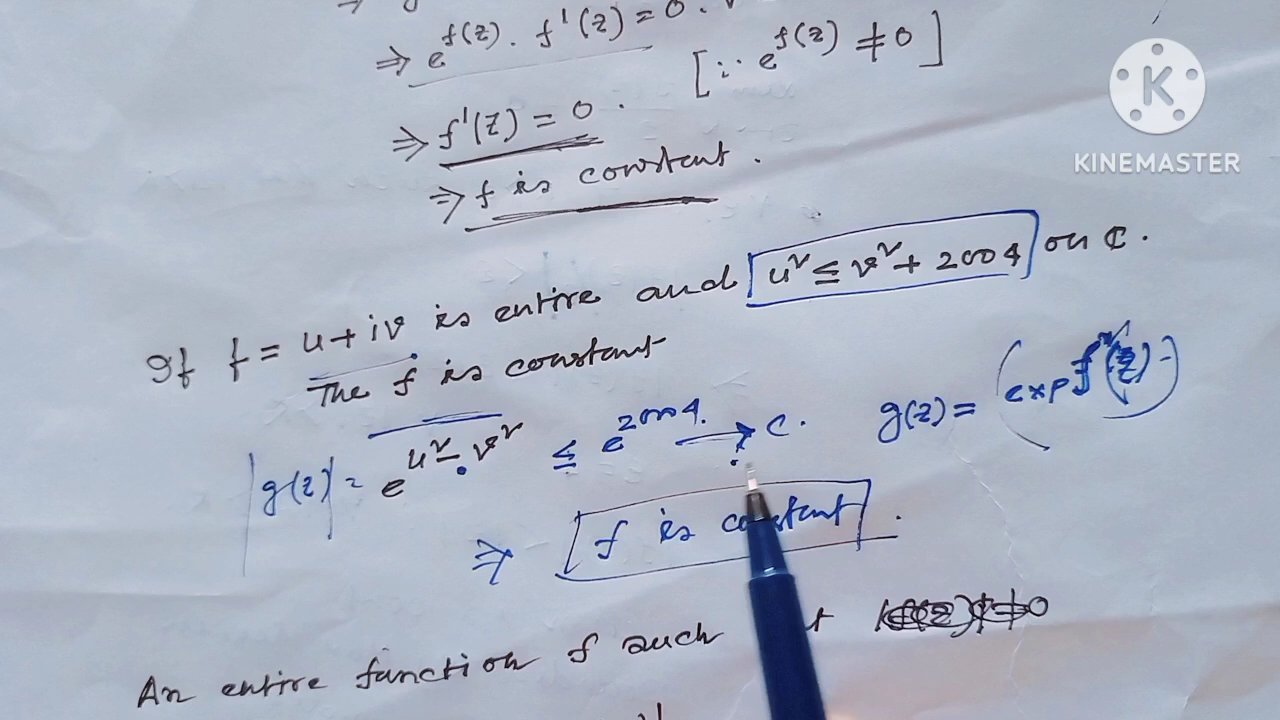 ⇒ e^{f(z)} . f'(z) = 0 .
[∵ e^{f(z)} ≠ 0]
⇒ f'(z) = 0 .
⇒ f is constant .
KINEMASTER
If f = u + iv is entire and u² ≤ v² + 2004 on ℂ .
The f is constant
|g(z)| = e^{u² - v²} ≤ e^{2004} → C . g(z) = (exp f²(z))
⇒ f is constant .
An entire function f such